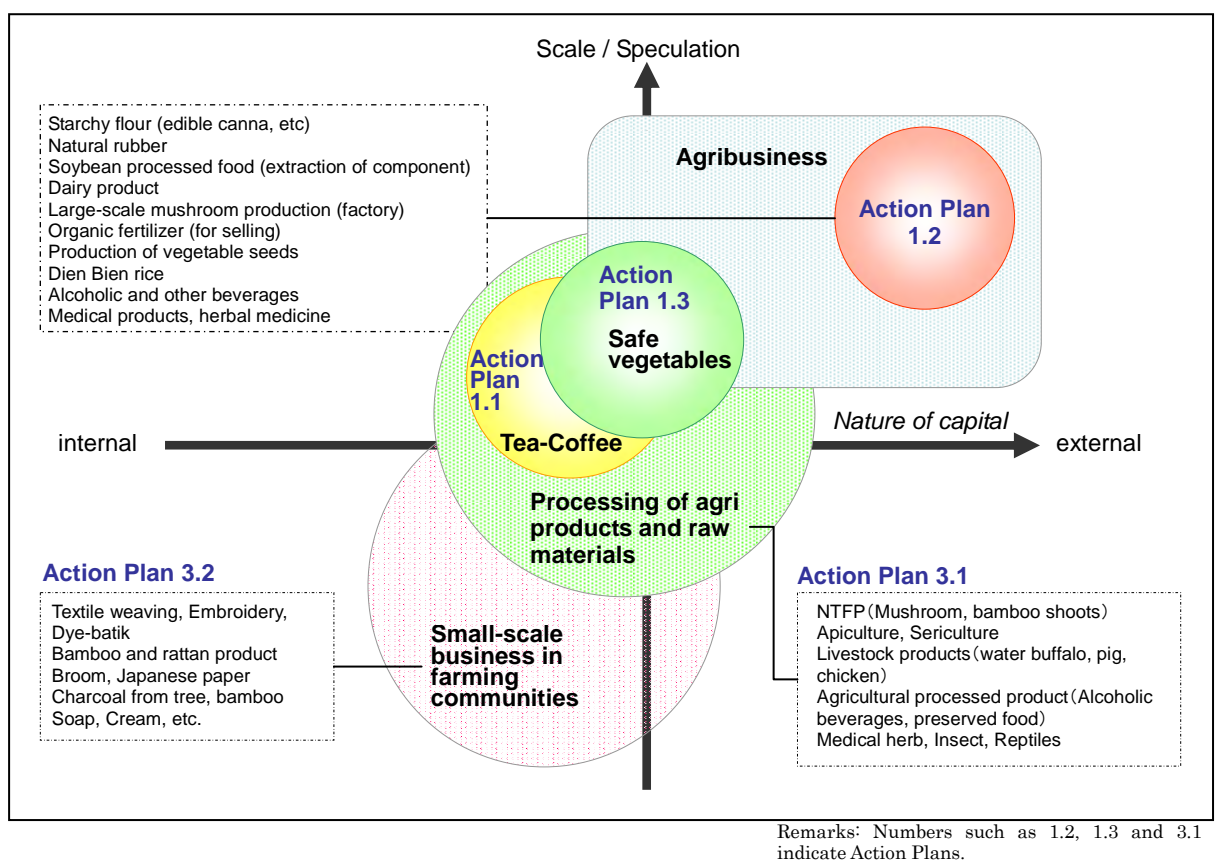 Scale / Speculation
Starchy flour (edible canna, etc)
Natural rubber
Soybean processed food (extraction of component)
Dairy product
Large-scale mushroom production (factory)
Organic fertilizer (for selling)
Production of vegetable seeds
Dien Bien rice
Alcoholic and other beverages
Medical products, herbal medicine
Agribusiness
Action Plan
1.2
Action
Plan 1.3
Safe
vegetables
Action
Plan
1.1
Tea-Coffee
internal
Nature of capital
external
Processing of agri
products and raw
materials
Action Plan 3.2
Textile weaving, Embroidery,
Dye-batik
Bamboo and rattan product
Broom, Japanese paper
Charcoal from tree, bamboo
Soap, Cream, etc.
Small-scale
business in
farming
communities
Action Plan 3.1
NTFP(Mushroom, bamboo shoots)
Apiculture, Sericulture
Livestock products(water buffalo, pig,
chicken)
Agricultural processed product(Alcoholic
beverages, preserved food)
Medical herb, Insect, Reptiles
Remarks: Numbers such as 1.2, 1.3 and 3.1
indicate Action Plans.